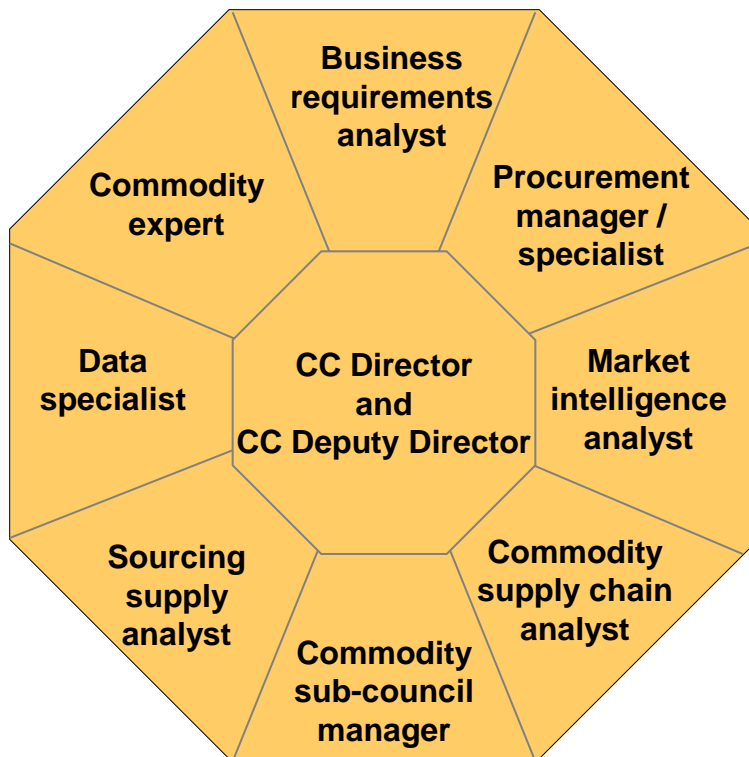 Business
requirements
analyst
Procurement
manager /
specialist
Market
intelligence
analyst
Commodity
supply chain
analyst
Commodity
sub-council
manager
Sourcing
supply
analyst
Data
specialist
Commodity
expert
CC Director
and
CC Deputy Director